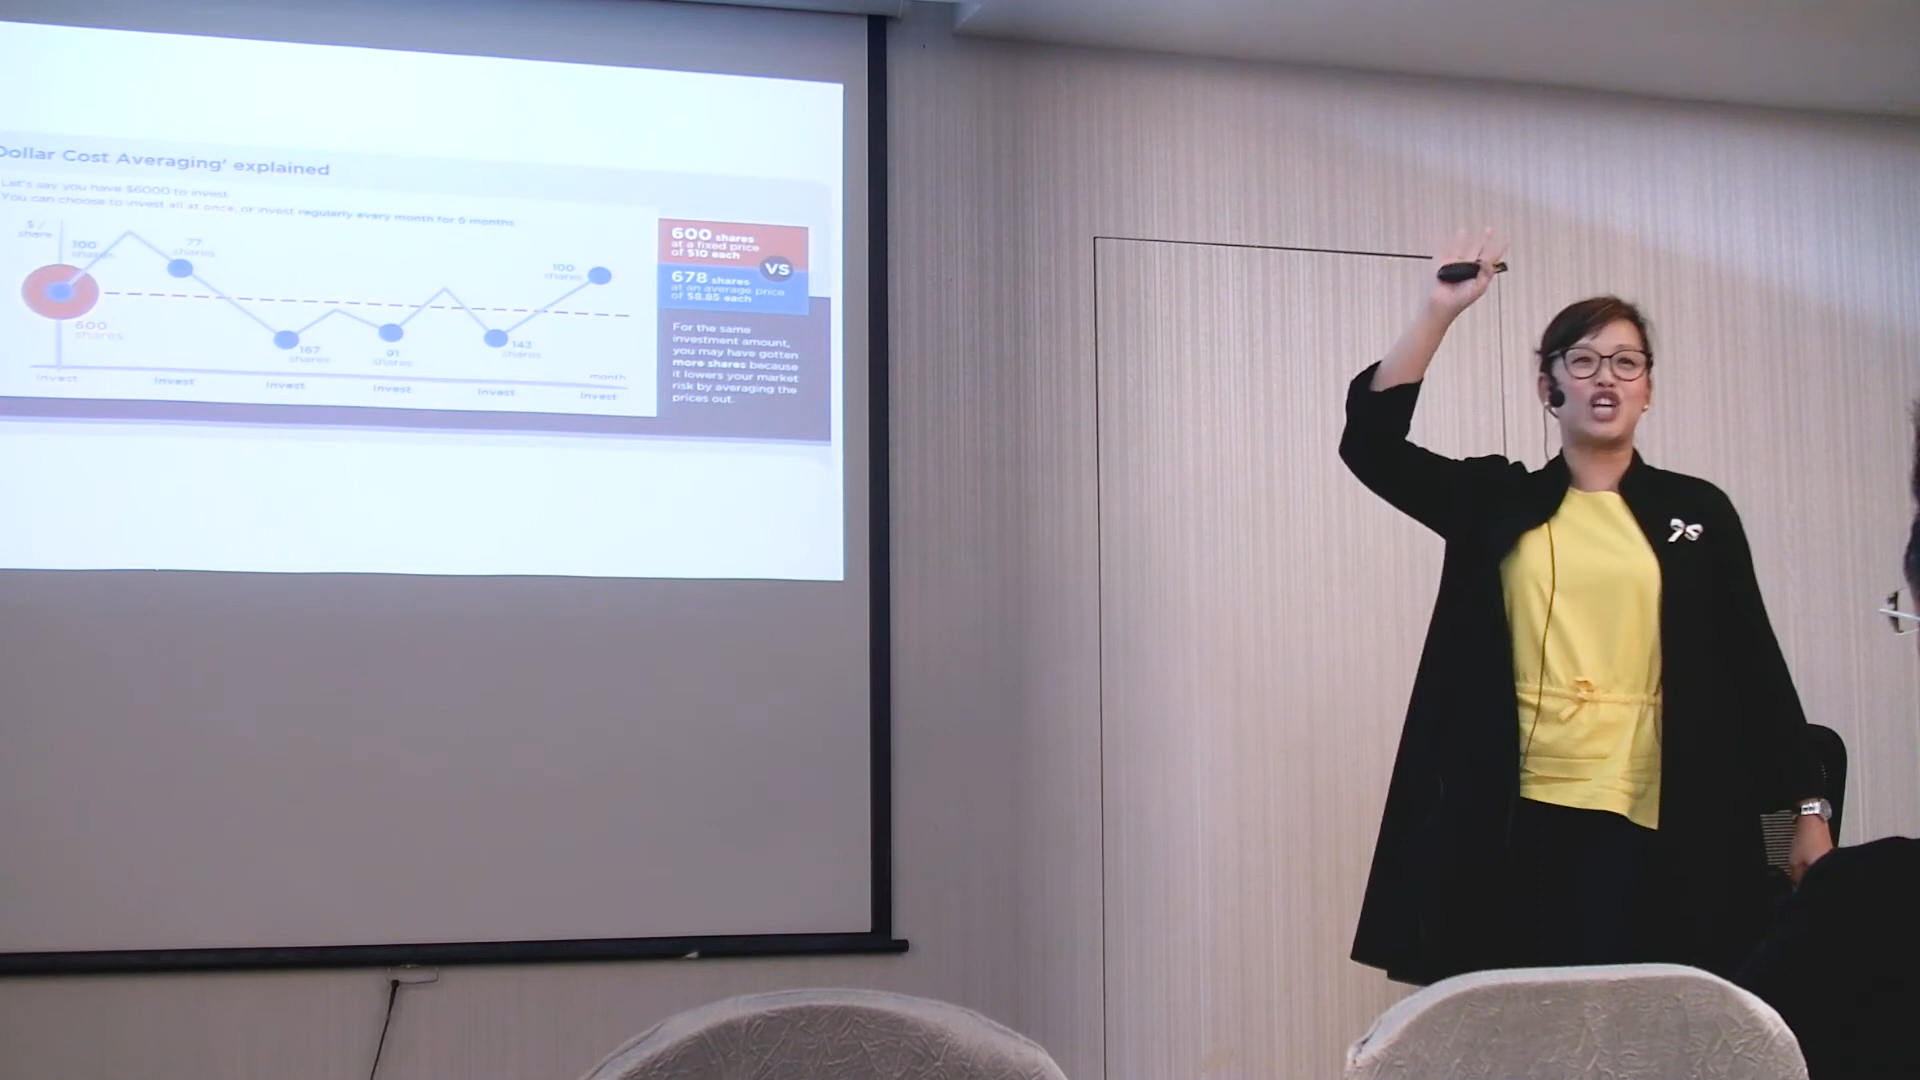 Dollar Cost Averaging' explained
Let's say you have $6000 to invest.
You can choose to invest all at once, or invest regularly every month for 6 months.
$ /
share
100
shares
600
shares
77
shares
167
shares
91
shares
143
shares
100
shares
month
Invest
Invest
Invest
Invest
Invest
Invest
600 shares
at a fixed price
of $10 each
VS
678 shares
at an average price
of $8.85 each
For the same
investment amount,
you may have gotten
more shares because
it lowers your market
risk by averaging the
prices out.